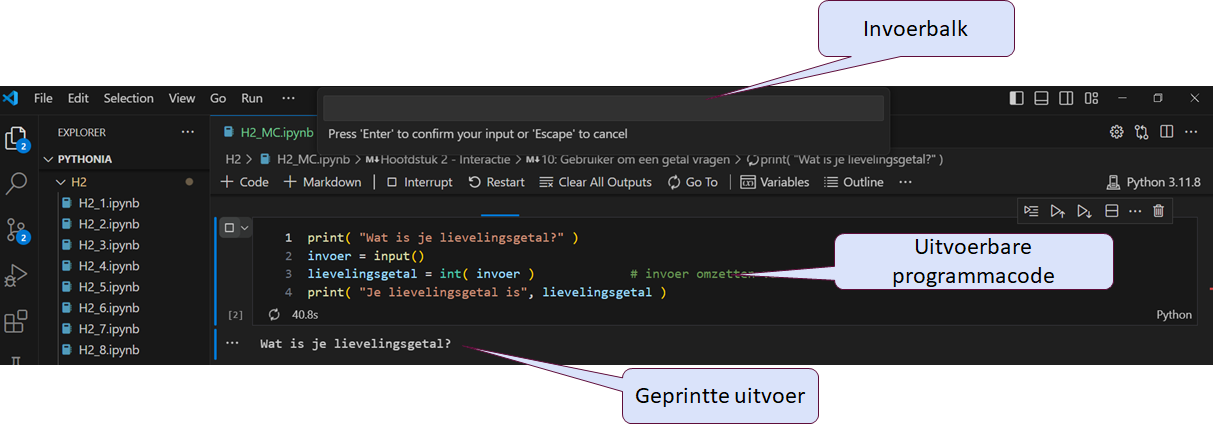 Invoerbalk
File Edit Selection View Go Run ···
Press 'Enter' to confirm your input or 'Escape' to cancel
EXPLORER ···
H2_MC.ipynb
PYTHONIA
H2 > H2_MC.ipynb > M↓Hoofdstuk 2 - Interactie > M↓10: Gebruiker om een getal vragen > print( "Wat is je lievelingsgetal?" )
+ Code + Markdown | Interrupt Restart Clear All Outputs Go To | Variables Outline ··· Python 3.11.8
H2
H2_1.ipynb
H2_2.ipynb
H2_3.ipynb
H2_4.ipynb
H2_5.ipynb
H2_6.ipynb
H2_7.ipynb
H2_8.ipynb
2
2
1 print( "Wat is je lievelingsgetal?" )
2 invoer = input()
3 lievelingsgetal = int( invoer ) # invoer omzetten
4 print( "Je lievelingsgetal is", lievelingsgetal )
Uitvoerbare
programmacode
[2] 40.8s Python
··· Wat is je lievelingsgetal?
Geprintte uitvoer